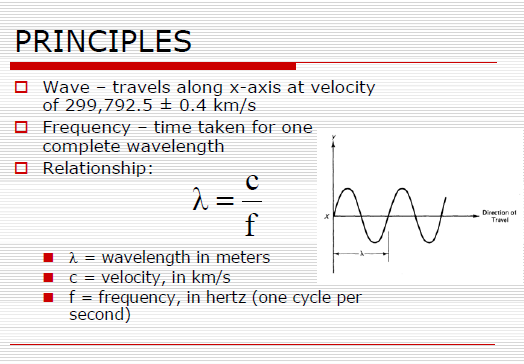 PRINCIPLES
Wave – travels along x-axis at velocity
of 299,792.5 ± 0.4 km/s
Frequency – time taken for one
complete wavelength
Relationship:
λ = c
f
Y
X
Direction of
Travel
λ
λ = wavelength in meters
c = velocity, in km/s
f = frequency, in hertz (one cycle per
second)